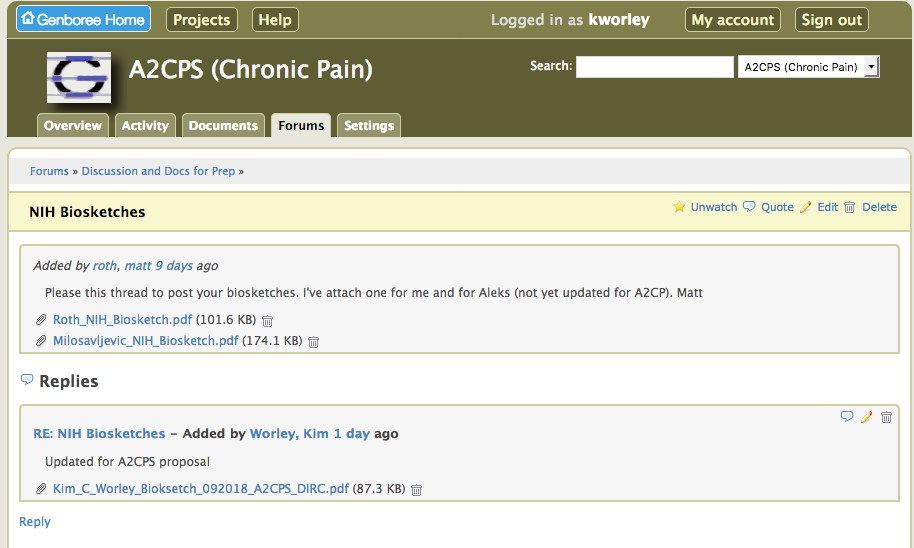 Genboree Home Projects Help Logged in as kworley My account Sign out
A2CPS (Chronic Pain) Search: A2CPS (Chronic Pain)
Overview Activity Documents Forums Settings
Forums » Discussion and Docs for Prep »
NIH Biosketches Unwatch Quote Edit Delete
Added by roth, matt 9 days ago
Please this thread to post your biosketches. I've attach one for me and for Aleks (not yet updated for A2CP). Matt
Roth_NIH_Biosketch.pdf (101.6 KB)
Milosavljevic_NIH_Biosketch.pdf (174.1 KB)
Replies
RE: NIH Biosketches - Added by Worley, Kim 1 day ago
Updated for A2CPS proposal
Kim_C_Worley_Bioksetch_092018_A2CPS_DIRC.pdf (87.3 KB)
Reply